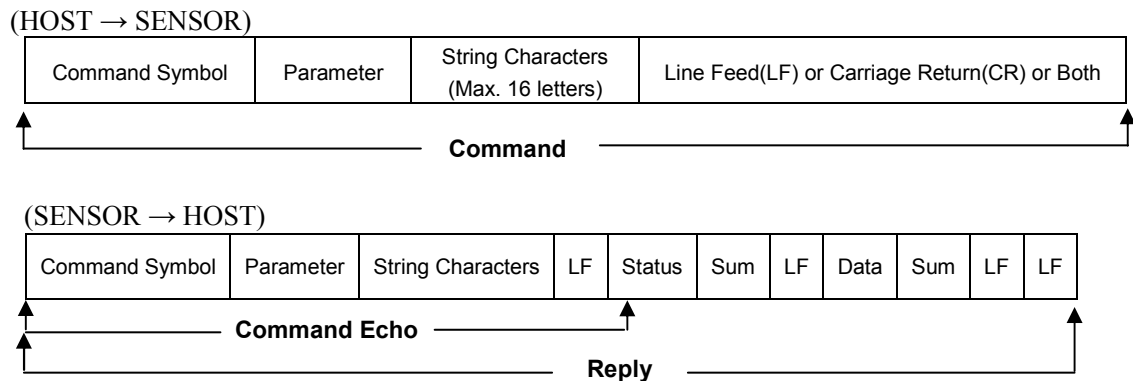 (HOST → SENSOR)
Command Symbol Parameter String Characters (Max. 16 letters) Line Feed(LF) or Carriage Return(CR) or Both
Command
(SENSOR → HOST)
Command Symbol Parameter String Characters LF Status Sum LF Data Sum LF LF
Command Echo
Reply